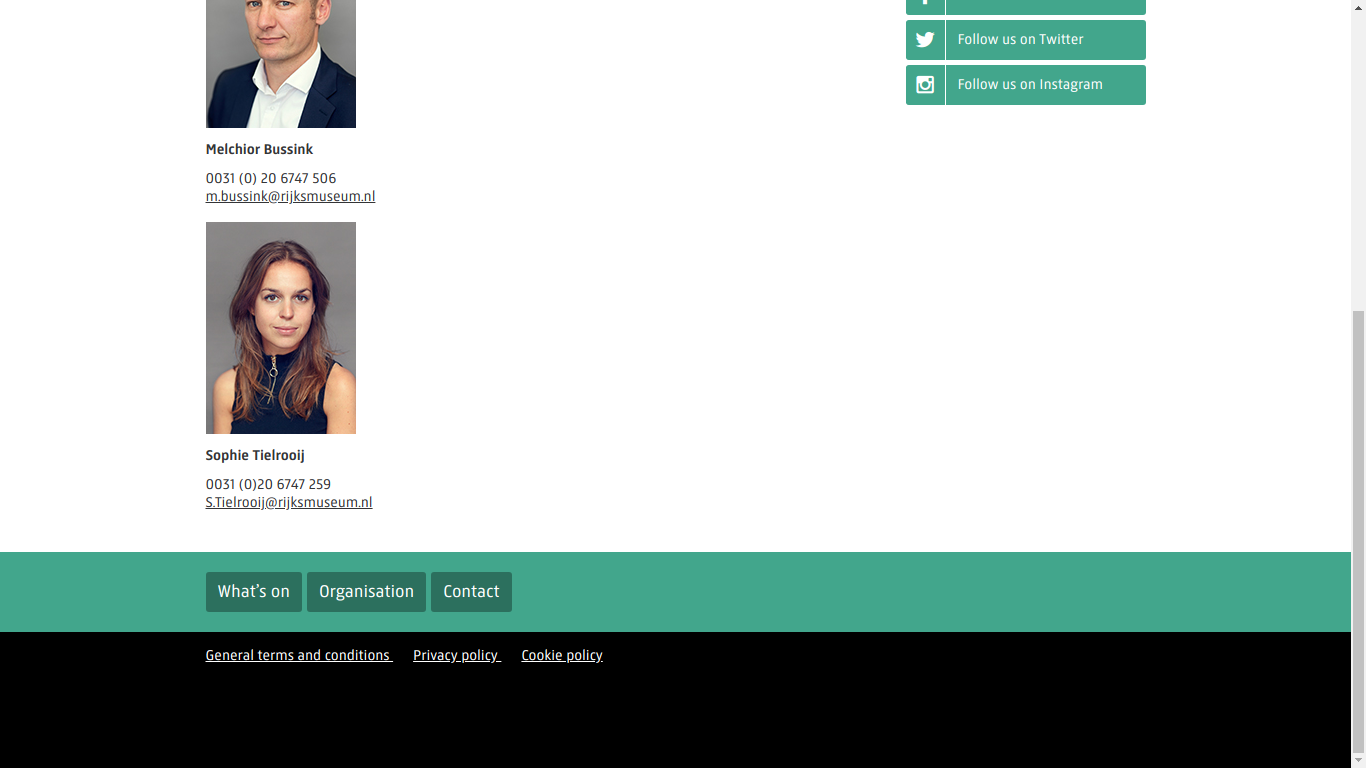 Follow us on Twitter
Follow us on Instagram
Melchior Bussink
0031 (0) 20 6747 506
m.bussink@rijksmuseum.nl
Sophie Tielrooij
0031 (0)20 6747 259
S.Tielrooij@rijksmuseum.nl
What's on Organisation Contact
General terms and conditions Privacy policy Cookie policy